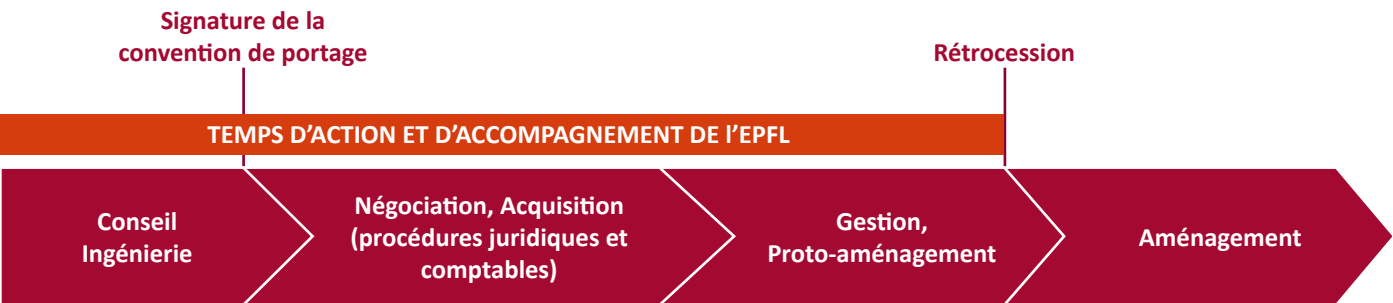 Signature de la
convention de portage
Rétrocession
TEMPS D'ACTION ET D'ACCOMPAGNEMENT DE l'EPFL
Conseil
Ingénierie
Négociation, Acquisition
(procédures juridiques et
comptables)
Gestion,
Proto-aménagement
Aménagement